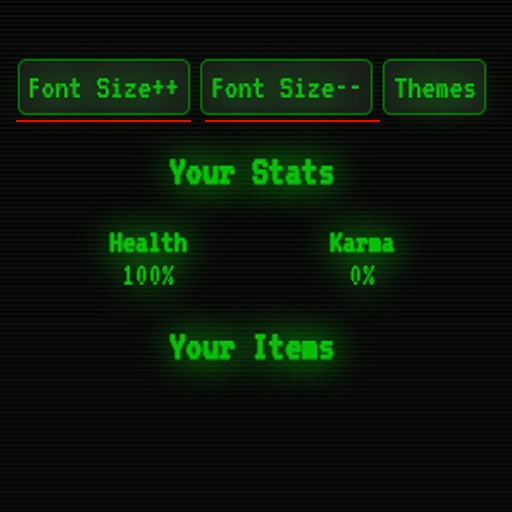 Font Size++ Font Size-- Themes
Your Stats
Health Karma
100% 0%
Your Items